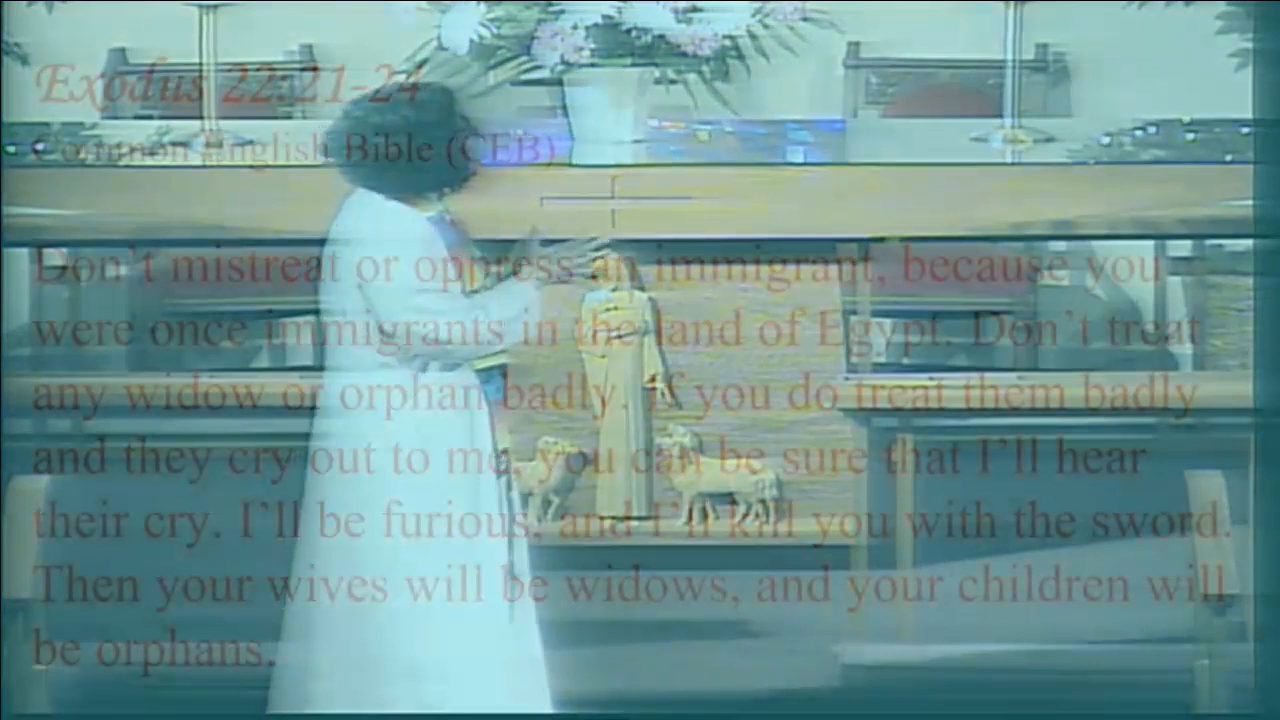 Exodus 22:21-24
Common English Bible (CEB)
Don't mistreat or oppress an immigrant, because you
were once immigrants in the land of Egypt. Don't treat
any widow or orphan badly. If you do treat them badly
and they cry out to me, you can be sure that I'll hear
their cry. I'll be furious, and I'll kill you with the sword.
Then your wives will be widows, and your children will
be orphans.